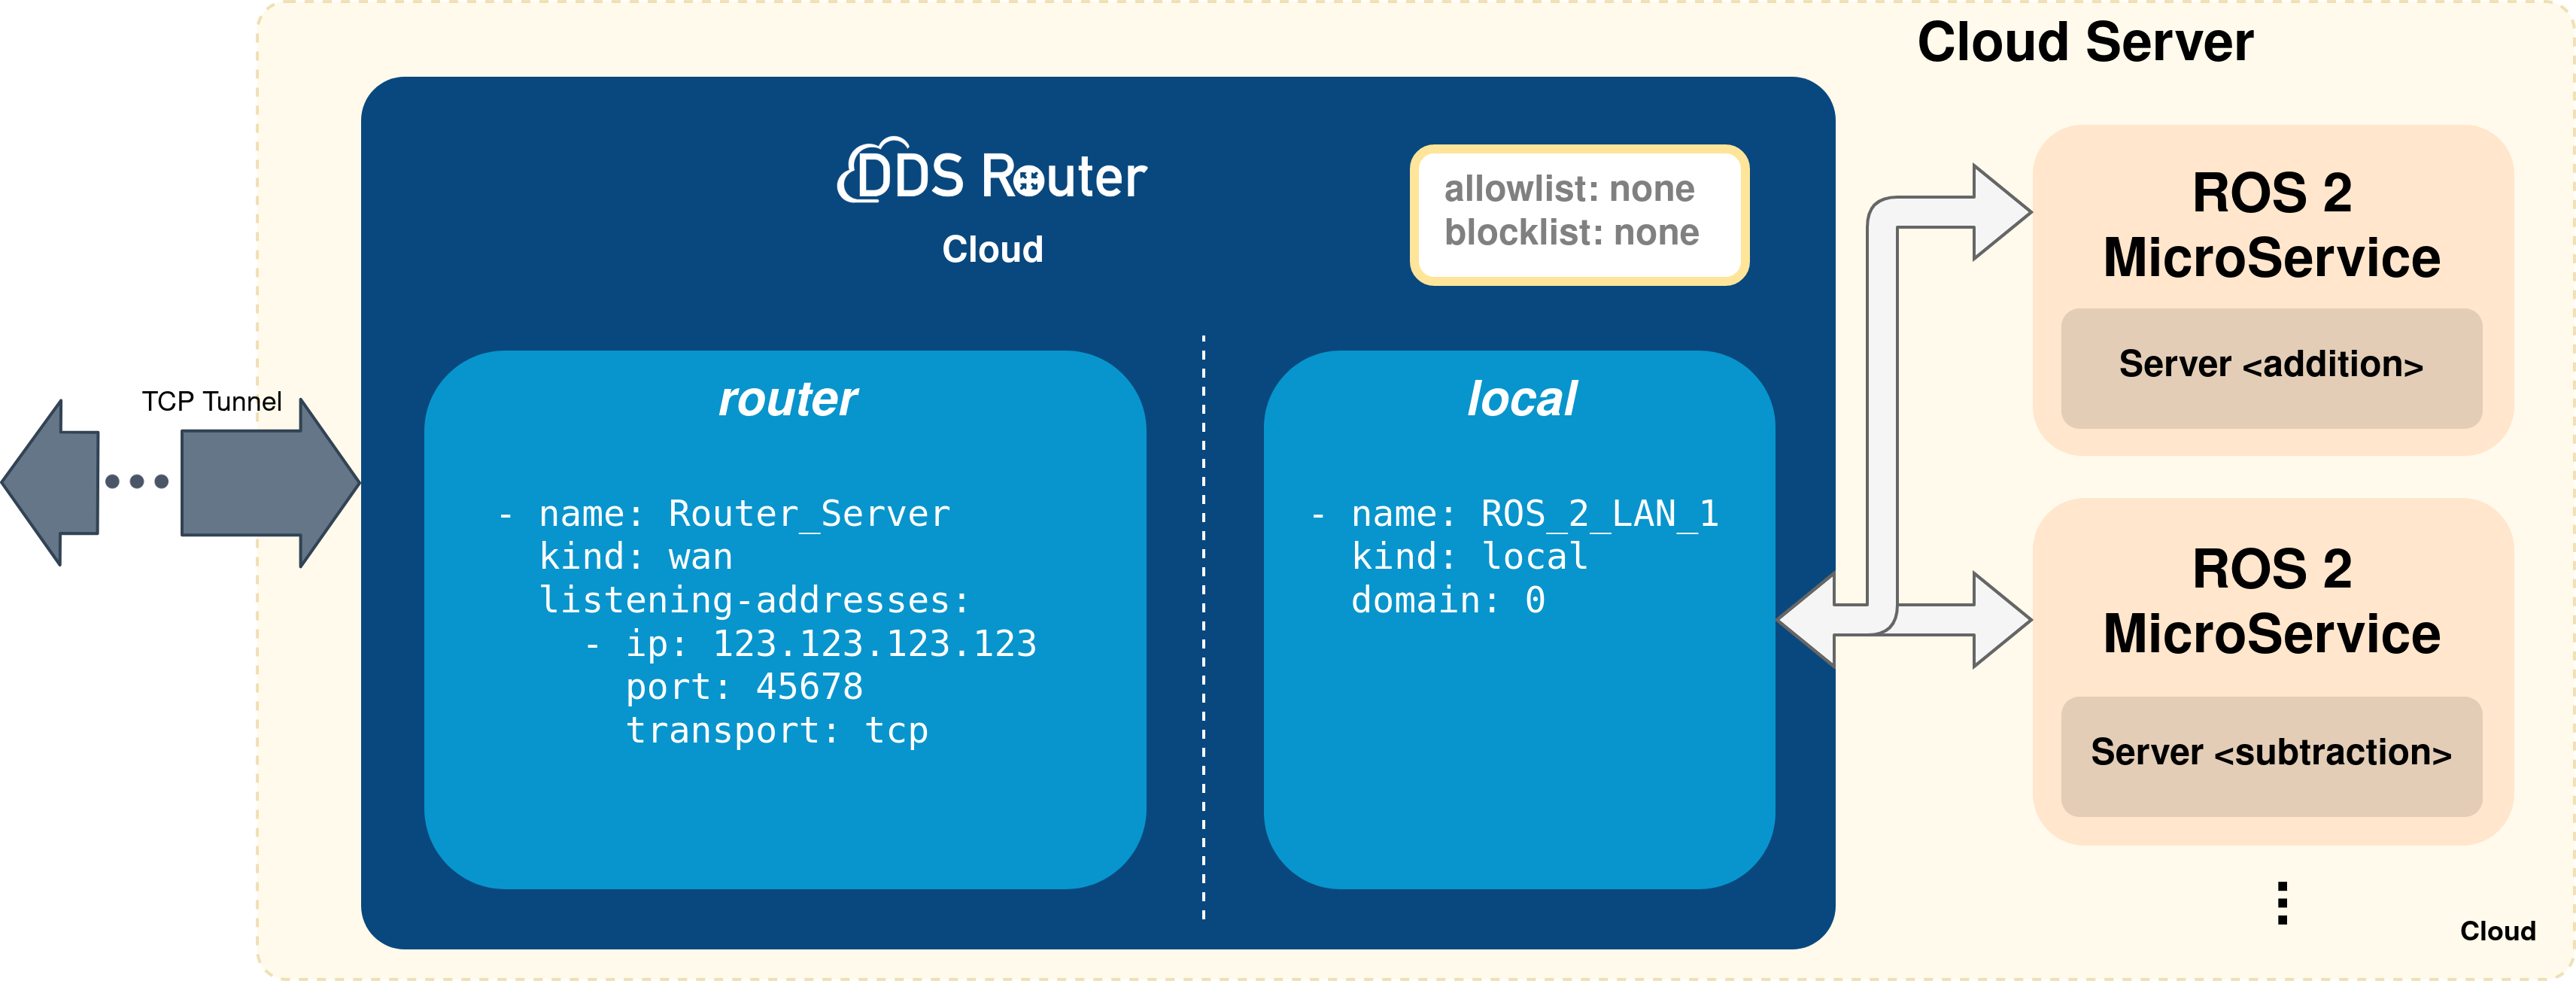 Cloud Server
DDS Router
Cloud
allowlist: none
blocklist: none
TCP Tunnel
router
- name: Router_Server
kind: wan
listening-addresses:
- ip: 123.123.123.123
port: 45678
transport: tcp
local
- name: ROS_2_LAN_1
kind: local
domain: 0
ROS 2
MicroService
Server <addition>
ROS 2
MicroService
Server <subtraction>
Cloud